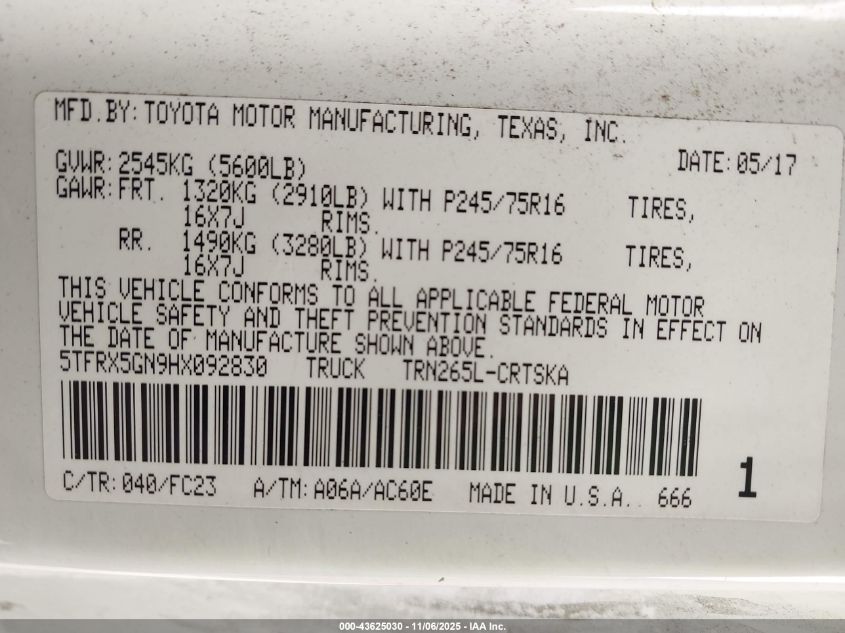 MFD.BY: TOYOTA MOTOR MANUFACTURING, TEXAS, INC.
GVWR: 2545KG (5600LB) DATE: 05/17
GAWR: FRT. 1320KG (2910LB) WITH P245/75R16 TIRES,
16X7J RIMS.
RR. 1490KG (3280LB) WITH P245/75R16 TIRES,
16X7J RIMS.
THIS VEHICLE CONFORMS TO ALL APPLICABLE FEDERAL MOTOR
VEHICLE SAFETY AND THEFT PREVENTION STANDARDS IN EFFECT ON
THE DATE OF MANUFACTURE SHOWN ABOVE.
5TFRX5GN9HX092830 TRUCK TRN265L-CRTSKA
C/TR: 040/FC23 A/TM: A06A/AC60E MADE IN U.S.A. 666
1
000-43625030 - 11/06/2025 - IAA Inc.